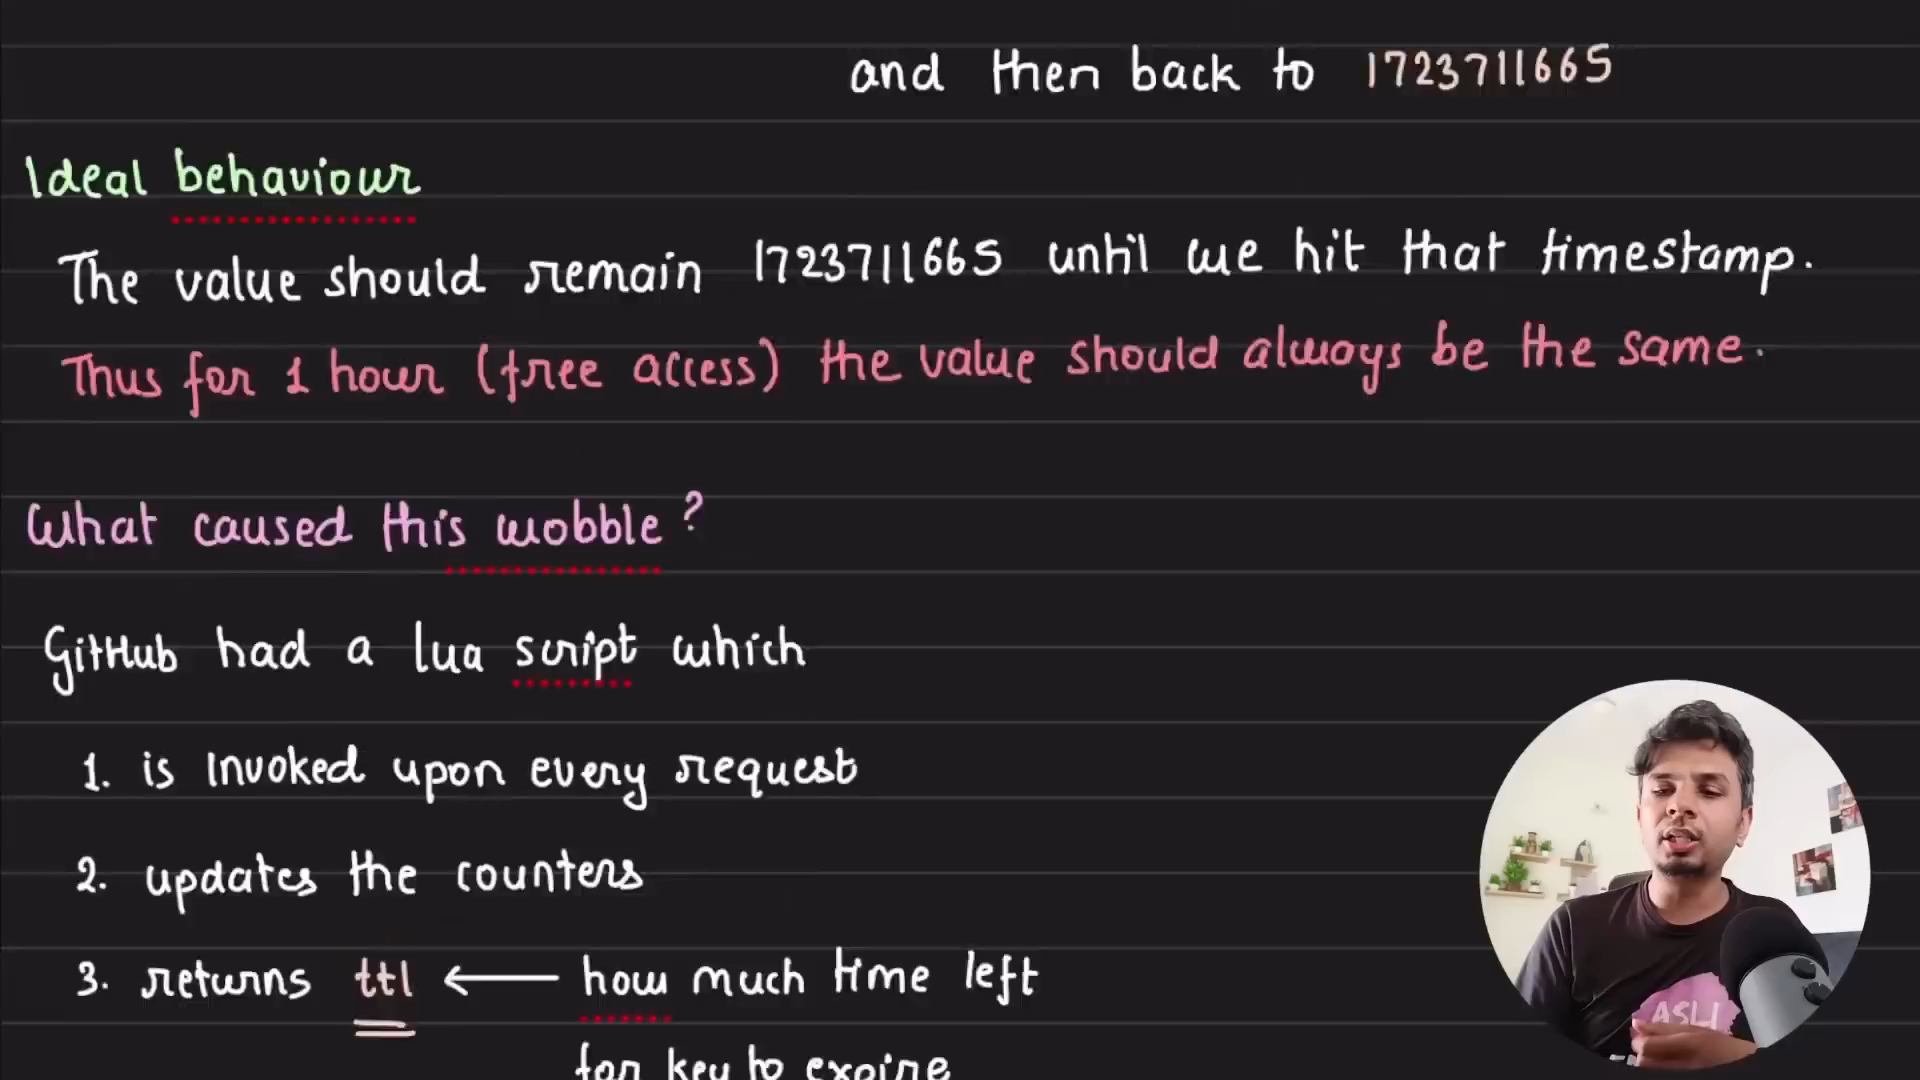 and then back to 1723711665
Ideal behaviour
The value should remain 1723711665 until we hit that timestamp.
Thus for 1 hour (free access) the value should always be the same.
What caused this wobble?
GitHub had a lua script which
1. is invoked upon every request
2. updates the counters
3. returns ttl ← how much time left
for key to expire
ASLI